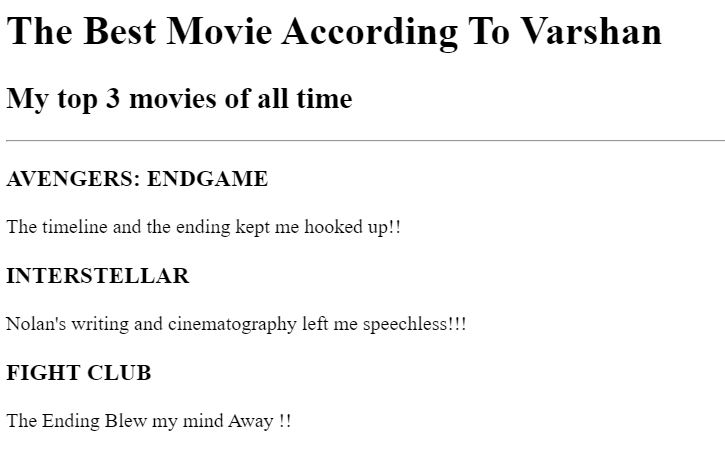 The Best Movie According To Varshan
My top 3 movies of all time
AVENGERS: ENDGAME
The timeline and the ending kept me hooked up!!
INTERSTELLAR
Nolan's writing and cinematography left me speechless!!!
FIGHT CLUB
The Ending Blew my mind Away !!